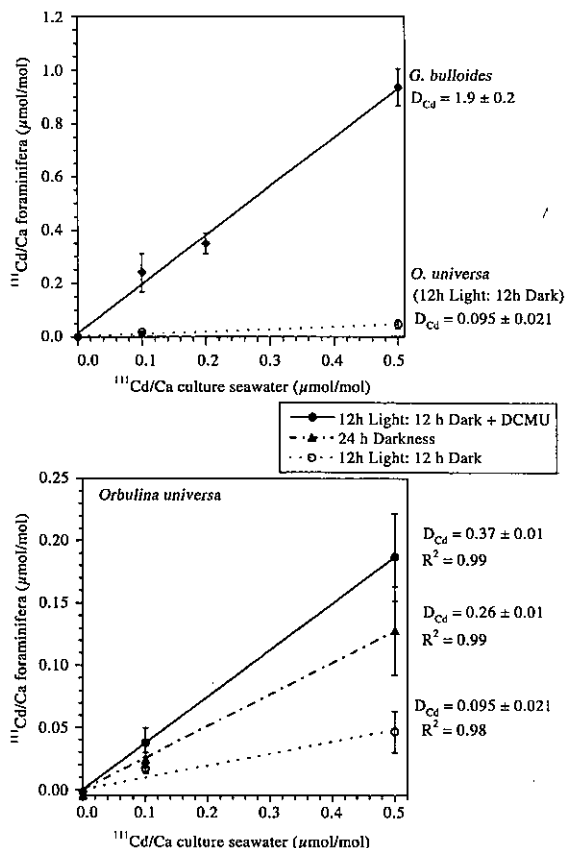 1.2
1.0
0.8
0.6
0.4
0.2
0.0
¹¹¹Cd/Ca foraminifera (µmol/mol)
G. bulloides
D_Cd = 1.9 ± 0.2
O. universa
(12h Light: 12h Dark)
D_Cd = 0.095 ± 0.021
0.0 0.1 0.2 0.3 0.4 0.5
¹¹¹Cd/Ca culture seawater (µmol/mol)
12h Light: 12 h Dark + DCMU
24 h Darkness
12h Light: 12 h Dark
0.25
0.20
0.15
0.10
0.05
0.00
¹¹¹Cd/Ca foraminifera (µmol/mol)
Orbulina universa
D_Cd = 0.37 ± 0.01
R² = 0.99
D_Cd = 0.26 ± 0.01
R² = 0.99
D_Cd = 0.095 ± 0.021
R² = 0.98
0.0 0.1 0.2 0.3 0.4 0.5
¹¹¹Cd/Ca culture seawater (µmol/mol)